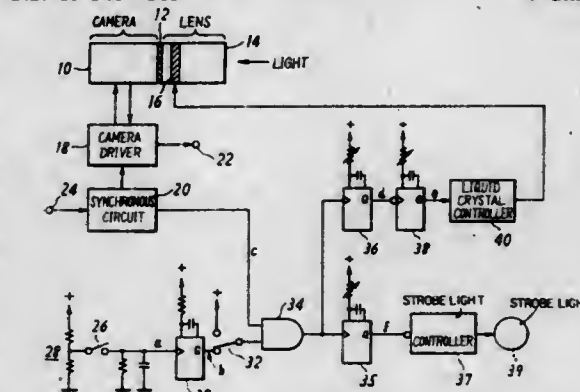 CAMERA 12 LENS
10
14
LIGHT
16
18
CAMERA DRIVER
22
24
20
SYNCHRONOUS CIRCUIT
+ +
Q d Q e
LIQUID CRYSTAL CONTROLLER
36 38 40
c
+ + + +
34
28 26 a b 32
Q f
STROBE LIGHT CONTROLLER
STROBE LIGHT
35 37 39